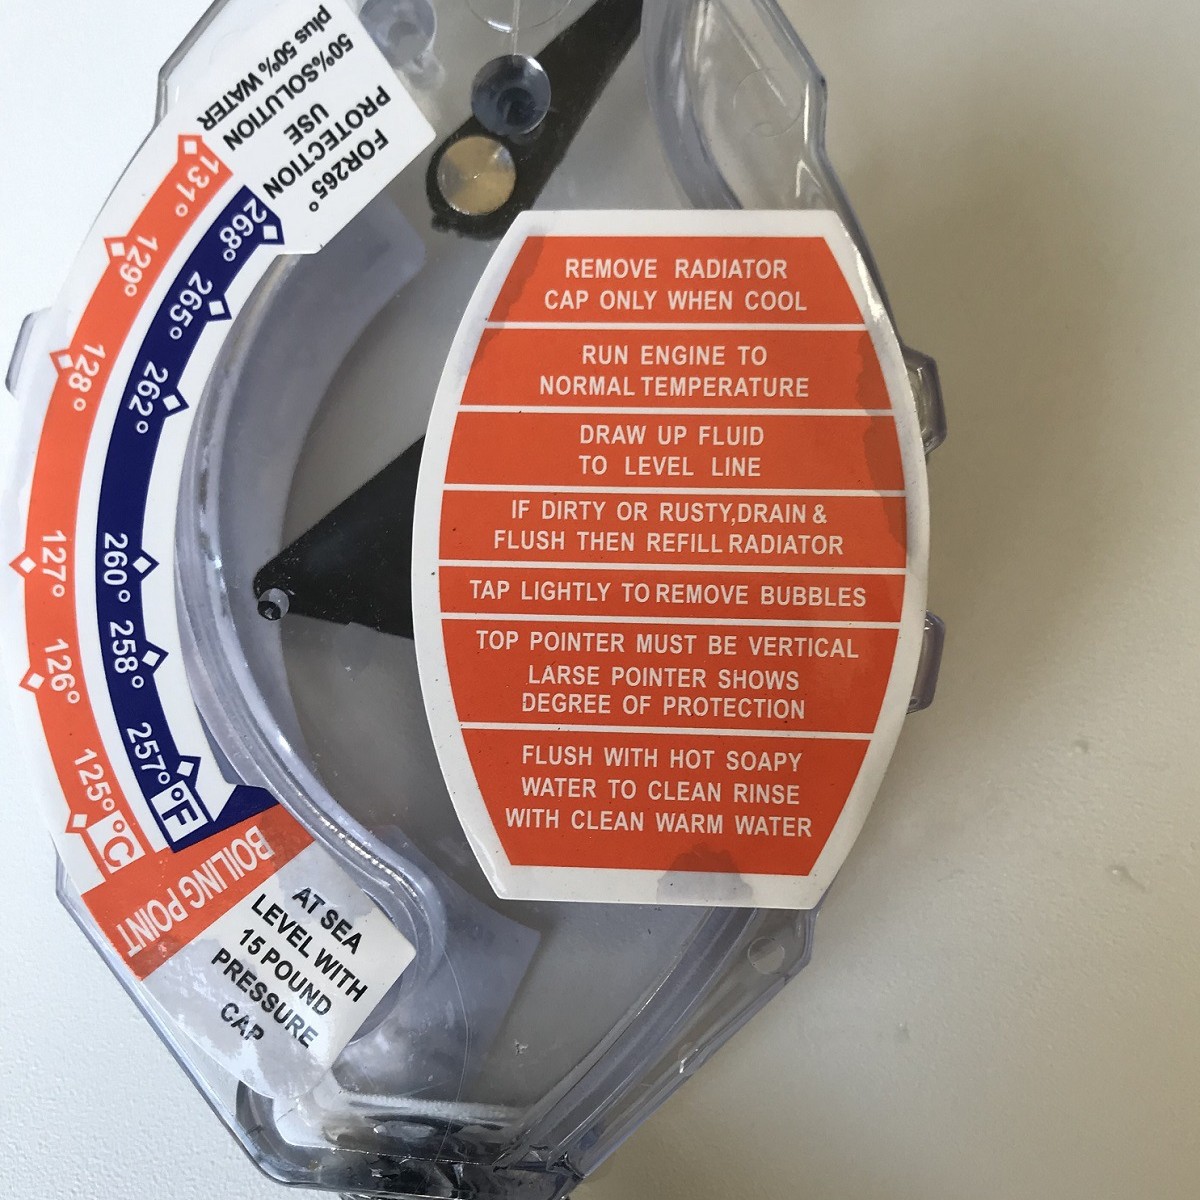 FOR265°
PROTECTION
USE
50%SOLUTION
plus 50% WATER
131°
129°
128°
127°
126°
125°
°C
268°
265°
262°
260°
258°
257°
°F
BOILING POINT
AT SEA
LEVEL WITH
15 POUND
PRESSURE
CAP
REMOVE RADIATOR
CAP ONLY WHEN COOL
RUN ENGINE TO
NORMAL TEMPERATURE
DRAW UP FLUID
TO LEVEL LINE
IF DIRTY OR RUSTY,DRAIN &
FLUSH THEN REFILL RADIATOR
TAP LIGHTLY TO REMOVE BUBBLES
TOP POINTER MUST BE VERTICAL
LARSE POINTER SHOWS
DEGREE OF PROTECTION
FLUSH WITH HOT SOAPY
WATER TO CLEAN RINSE
WITH CLEAN WARM WATER